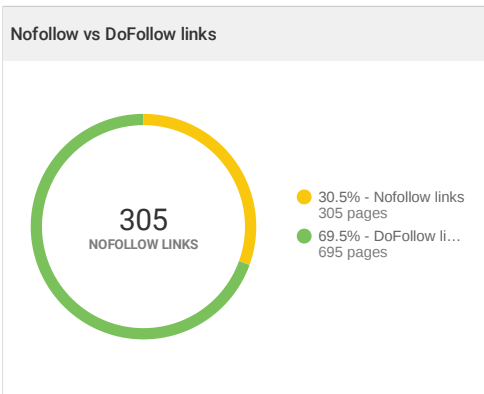 Nofollow vs DoFollow links
305
NOFOLLOW LINKS
30.5% - Nofollow links
305 pages
69.5% - DoFollow li...
695 pages